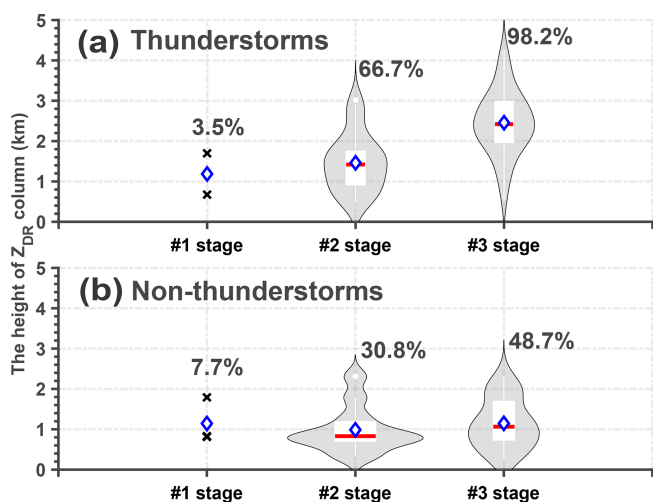 The height of Z_DR column (km)
(a) Thunderstorms
5
4
3
2
1
0
3.5%
66.7%
98.2%
#1 stage
#2 stage
#3 stage
(b) Non-thunderstorms
5
4
3
2
1
0
7.7%
30.8%
48.7%
#1 stage
#2 stage
#3 stage